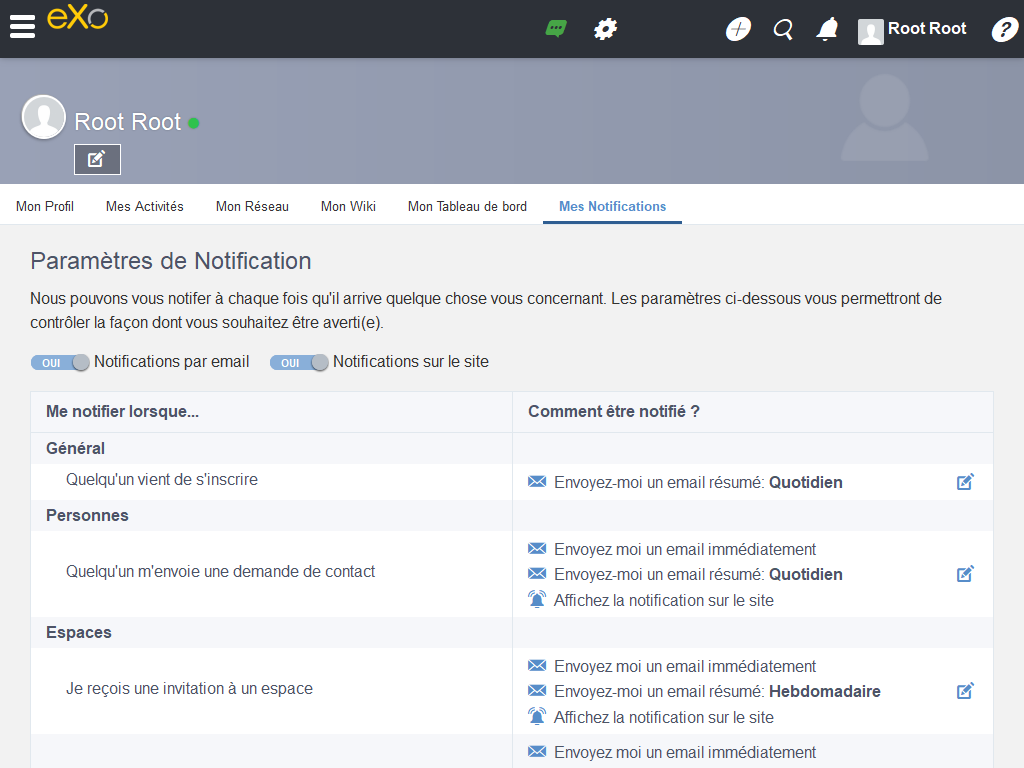 eXo
Root Root
?
Root Root
Mon Profil
Mes Activités
Mon Réseau
Mon Wiki
Mon Tableau de bord
Mes Notifications
Paramètres de Notification
Nous pouvons vous notifer à chaque fois qu'il arrive quelque chose vous concernant. Les paramètres ci-dessous vous permettront de
contrôler la façon dont vous souhaitez être averti(e).
OUI Notifications par email OUI Notifications sur le site
Me notifier lorsque... Comment être notifié ?
Général
Quelqu'un vient de s'inscrire
Envoyez-moi un email résumé: Quotidien
Personnes
Quelqu'un m'envoie une demande de contact
Envoyez moi un email immédiatement
Envoyez-moi un email résumé: Quotidien
Affichez la notification sur le site
Espaces
Je reçois une invitation à un espace
Envoyez moi un email immédiatement
Envoyez-moi un email résumé: Hebdomadaire
Affichez la notification sur le site
Envoyez moi un email immédiatement